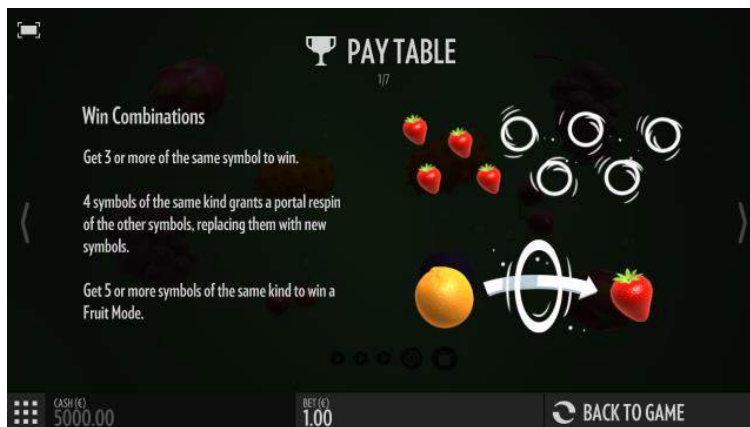 PAY TABLE
1/7
Win Combinations
Get 3 or more of the same symbol to win.
4 symbols of the same kind grants a portal respin
of the other symbols, replacing them with new
symbols.
Get 5 or more symbols of the same kind to win a
Fruit Mode.
CASH (€)
5000.00
BET (€)
1.00
BACK TO GAME